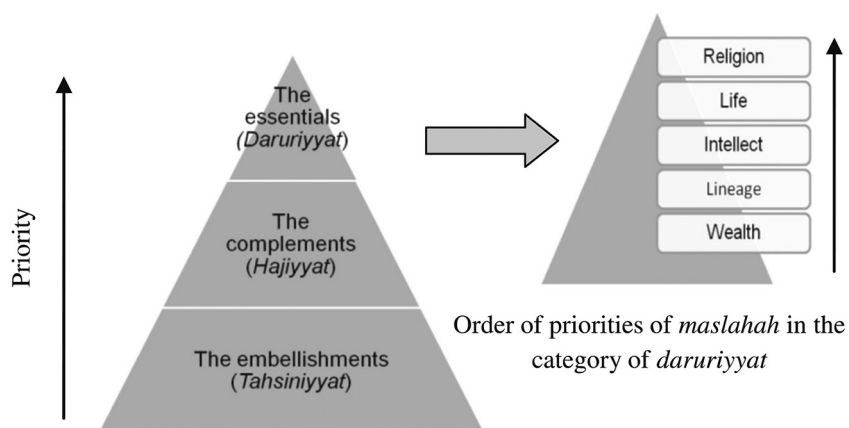 Priority
The
essentials
(Daruriyyat)
The
complements
(Hajiyyat)
The embellishments
(Tahsiniyyat)
Religion
Life
Intellect
Lineage
Wealth
Order of priorities of maslahah in the
category of daruriyyat